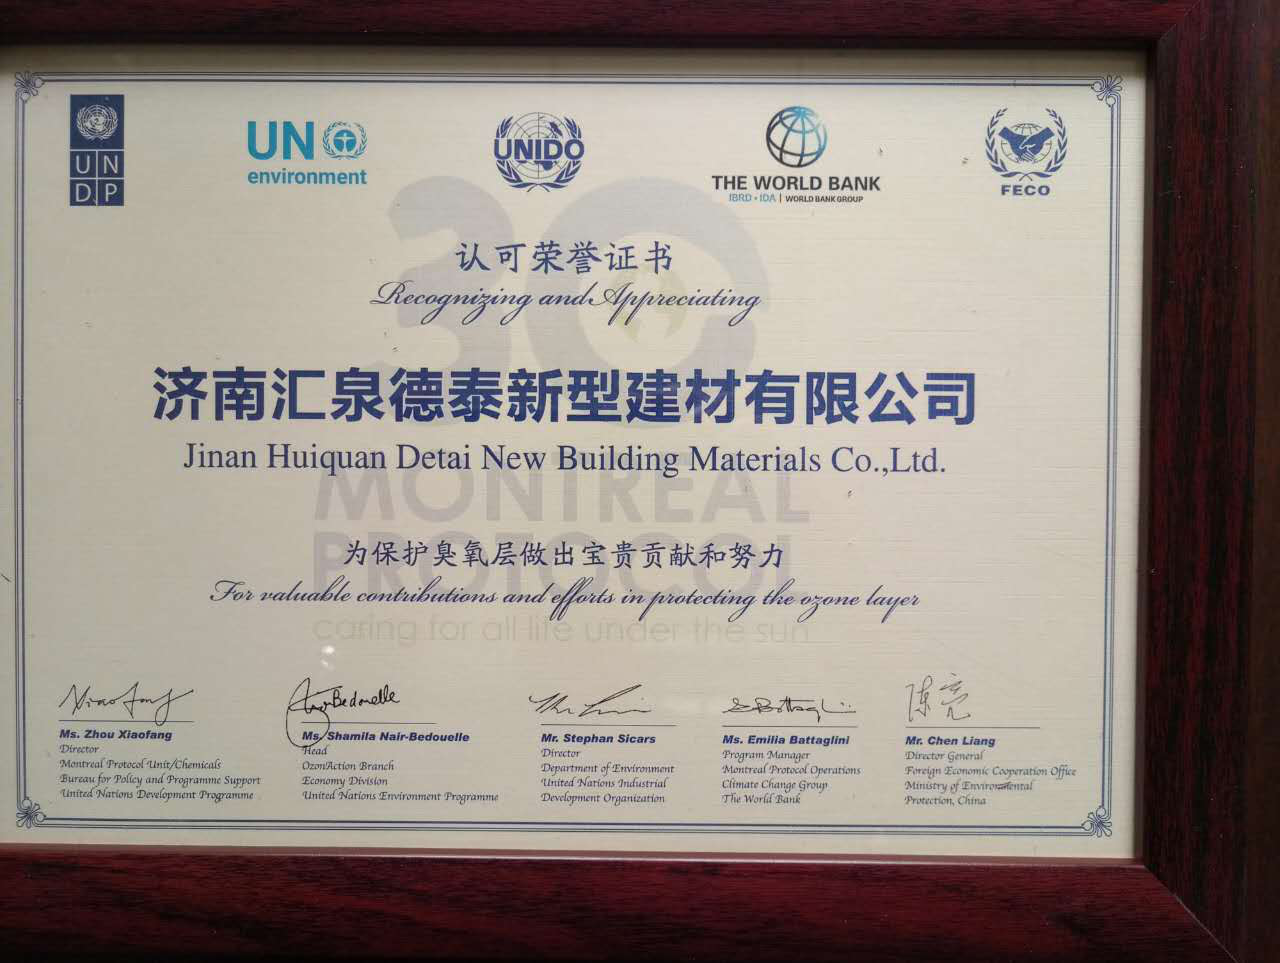 UN
DP
UN
environment
UNIDO
THE WORLD BANK
IBRD • IDA | WORLD BANK GROUP
FECO
30
认可荣誉证书
Recognizing and Appreciating
济南汇泉德泰新型建材有限公司
Jinan Huiquan Detai New Building Materials Co.,Ltd.
MONTREAL
为保护臭氧层做出宝贵贡献和努力
PROTOCOL
For valuable contributions and efforts in protecting the ozone layer
caring for all life under the sun
Xiaofang
Bedouelle
陈亮
Ms. Zhou Xiaofang
Director
Montreal Protocol Unit/Chemicals
Bureau for Policy and Programme Support
United Nations Development Programme
Ms. Shamila Nair-Bedouelle
Head
OzonAction Branch
Economy Division
United Nations Environment Programme
Mr. Stephan Sicars
Director
Department of Environment
United Nations Industrial
Development Organization
Ms. Emilia Battaglini
Program Manager
Montreal Protocol Operations
Climate Change Group
The World Bank
Mr. Chen Liang
Director General
Foreign Economic Cooperation Office
Ministry of Environmental
Protection, China